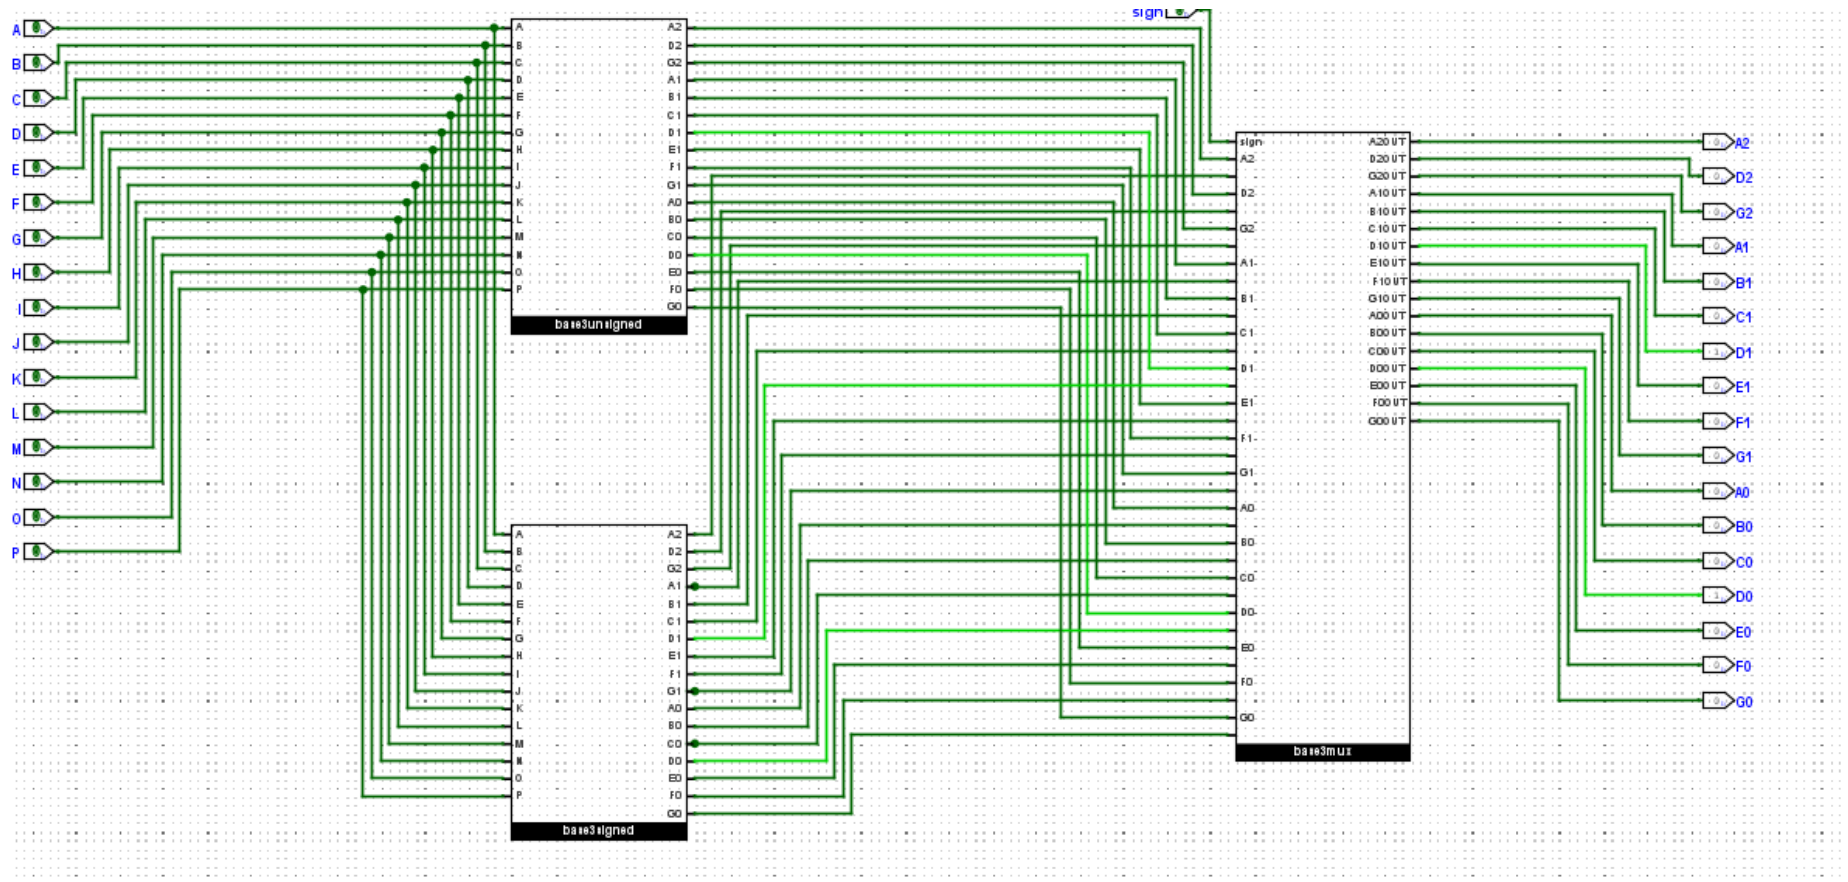 sign
A
B
C
D
E
F
G
H
I
J
K
L
M
N
O
P
A A2
B D2
C G2
D A1
E B1
F C1
G D1
H E1
I F1
J G1
K A0
L B0
M C0
N D0
O E0
P F0
G0
base3unsigned
A A2
B D2
C G2
D A1
E B1
F C1
G D1
H E1
I F1
J G1
K A0
L B0
M C0
N D0
O E0
P F0
G0
base3signed
sign A2OUT
A2 D2OUT
G2OUT
D2 A1OUT
B1OUT
G2 C1OUT
D1OUT
A1 E1OUT
F1OUT
B1 G1OUT
A0OUT
C1 B0OUT
C0OUT
D1 D0OUT
E0OUT
E1 F0OUT
G0OUT
F1
G1
A0
B0
C0
D0
E0
F0
G0
base3mux
A2
D2
G2
A1
B1
C1
D1
E1
F1
G1
A0
B0
C0
D0
E0
F0
G0